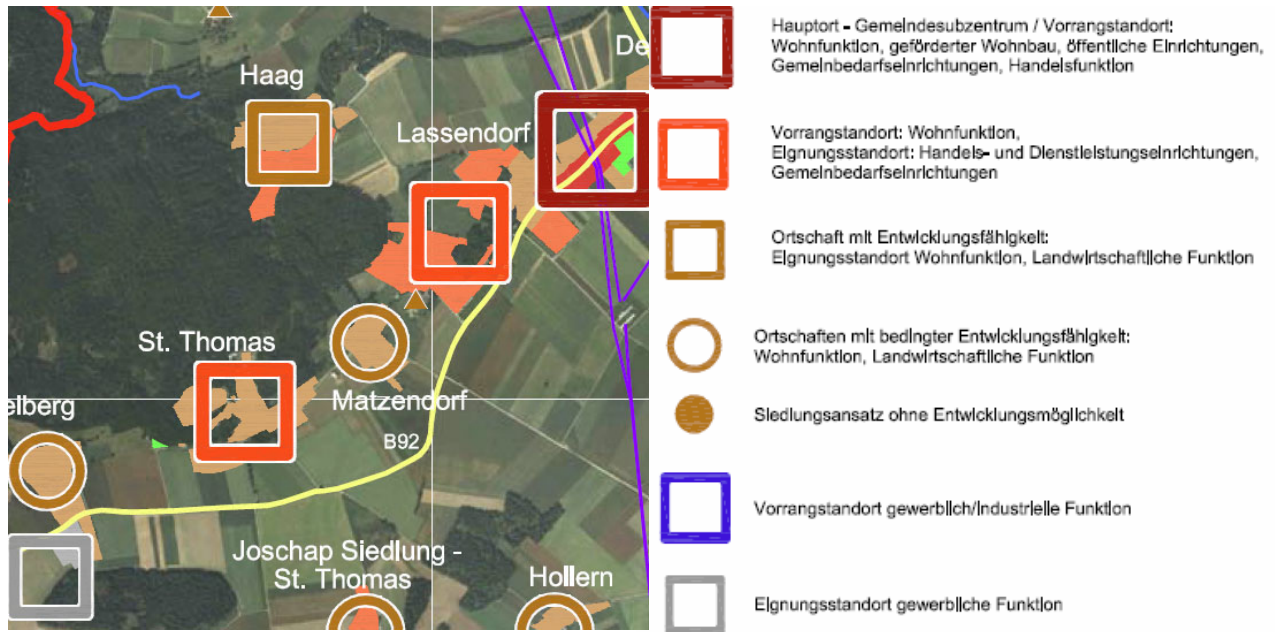 Haag
De
Lassendorf
St. Thomas
Matzendorf
elberg
B92
Joschap Siedlung -
St. Thomas
Hollern
Hauptort - Gemeindesubzentrum / Vorrangstandort:
Wohnfunktion, geförderter Wohnbau, öffentliche Einrichtungen,
Gemeinbedarfseinrichtungen, Handelsfunktion
Vorrangstandort: Wohnfunktion,
Eignungsstandort: Handels- und Dienstleistungseinrichtungen,
Gemeinbedarfseinrichtungen
Ortschaft mit Entwicklungsfähigkeit:
Eignungsstandort Wohnfunktion, Landwirtschaftliche Funktion
Ortschaften mit bedingter Entwicklungsfähigkeit:
Wohnfunktion, Landwirtschaftliche Funktion
Siedlungsansatz ohne Entwicklungsmöglichkeit
Vorrangstandort gewerblich/industrielle Funktion
Eignungsstandort gewerbliche Funktion